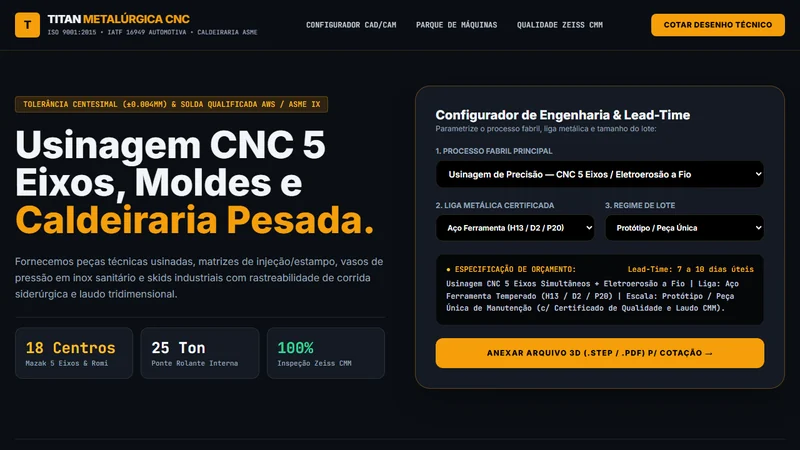 T
TITAN METALÚRGICA CNC
ISO 9001:2015 • IATF 16949 AUTOMOTIVA • CALDEIRARIA ASME
CONFIGURADOR CAD/CAM
PARQUE DE MÁQUINAS
QUALIDADE ZEISS CMM
COTAR DESENHO TÉCNICO
TOLERÂNCIA CENTESIMAL (±0.004MM) & SOLDA QUALIFICADA AWS / ASME IX
Usinagem CNC 5
Eixos, Moldes e
Caldeiraria Pesada.
Fornecemos peças técnicas usinadas, matrizes de injeção/estampo, vasos de
pressão em inox sanitário e skids industriais com rastreabilidade de corrida
siderúrgica e laudo tridimensional.
18 Centros
Mazak 5 Eixos & Romi
25 Ton
Ponte Rolante Interna
100%
Inspeção Zeiss CMM
Configurador de Engenharia & Lead-Time
Parametrize o processo fabril, liga metálica e tamanho do lote:
1. PROCESSO FABRIL PRINCIPAL
Usinagem de Precisão — CNC 5 Eixos / Eletroerosão a Fio
2. LIGA METÁLICA CERTIFICADA
Aço Ferramenta (H13 / D2 / P20)
3. REGIME DE LOTE
Protótipo / Peça Única
● ESPECIFICAÇÃO DE ORÇAMENTO:
Lead-Time: 7 a 10 dias úteis
Usinagem CNC 5 Eixos Simultâneos + Eletroerosão a Fio | Liga: Aço
Ferramenta Temperado (H13 / D2 / P20) | Escala: Protótipo / Peça
Única de Manutenção (c/ Certificado de Qualidade e Laudo CMM).
ANEXAR ARQUIVO 3D (.STEP / .PDF) P/ COTAÇÃO →